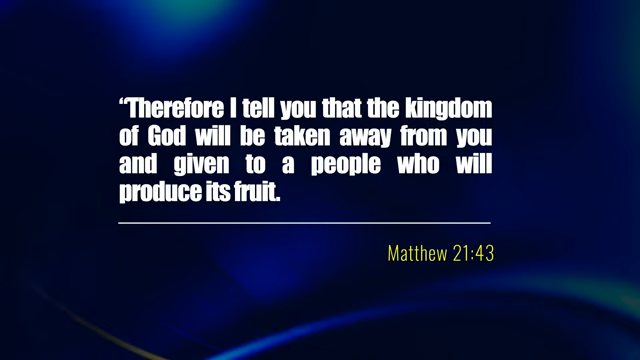 “Therefore I tell you that the kingdom
of God will be taken away from you
and given to a people who will
produce its fruit.
Matthew 21:43